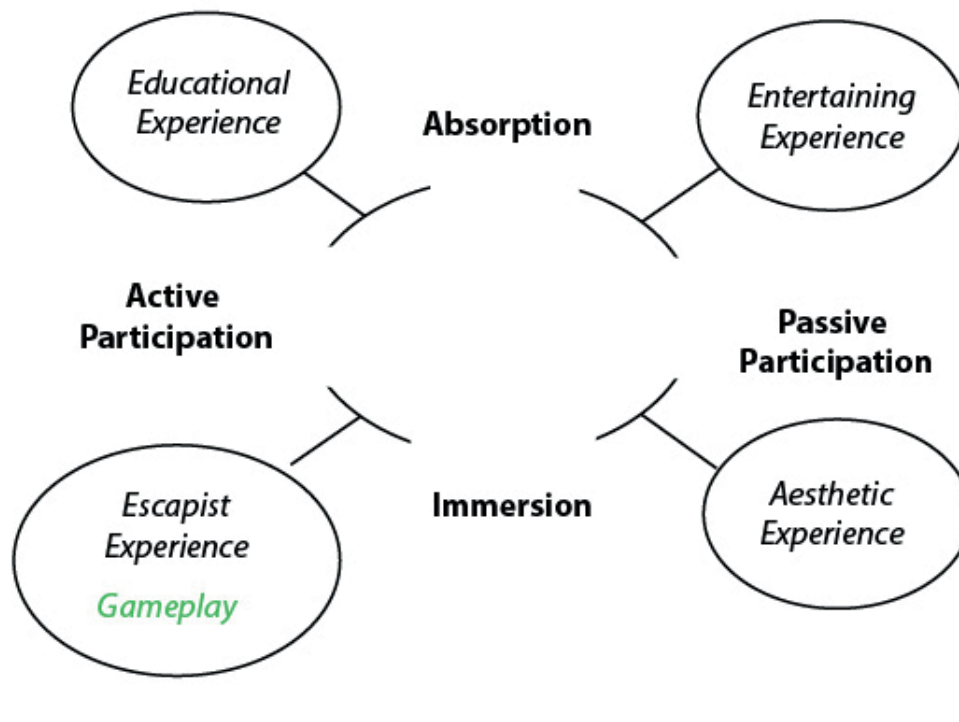 Educational
Experience
Absorption
Entertaining
Experience
Active
Participation
Passive
Participation
Escapist
Experience
Gameplay
Immersion
Aesthetic
Experience